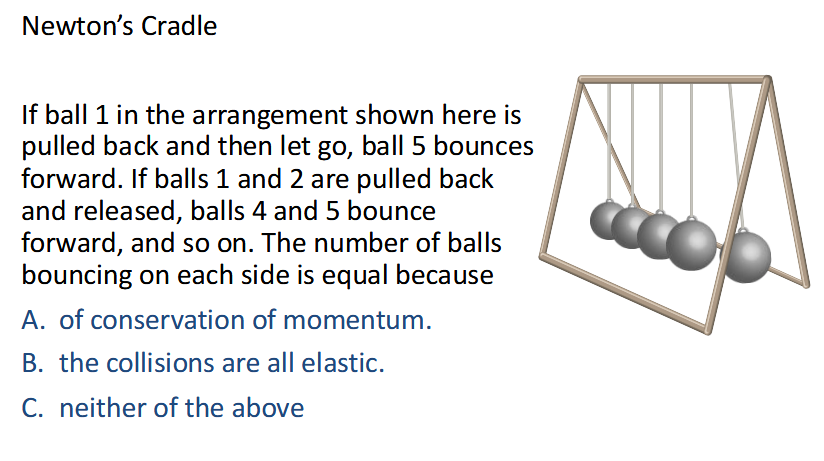 Newton’s Cradle
If ball 1 in the arrangement shown here is
pulled back and then let go, ball 5 bounces
forward. If balls 1 and 2 are pulled back
and released, balls 4 and 5 bounce
forward, and so on. The number of balls
bouncing on each side is equal because
A. of conservation of momentum.
B. the collisions are all elastic.
C. neither of the above